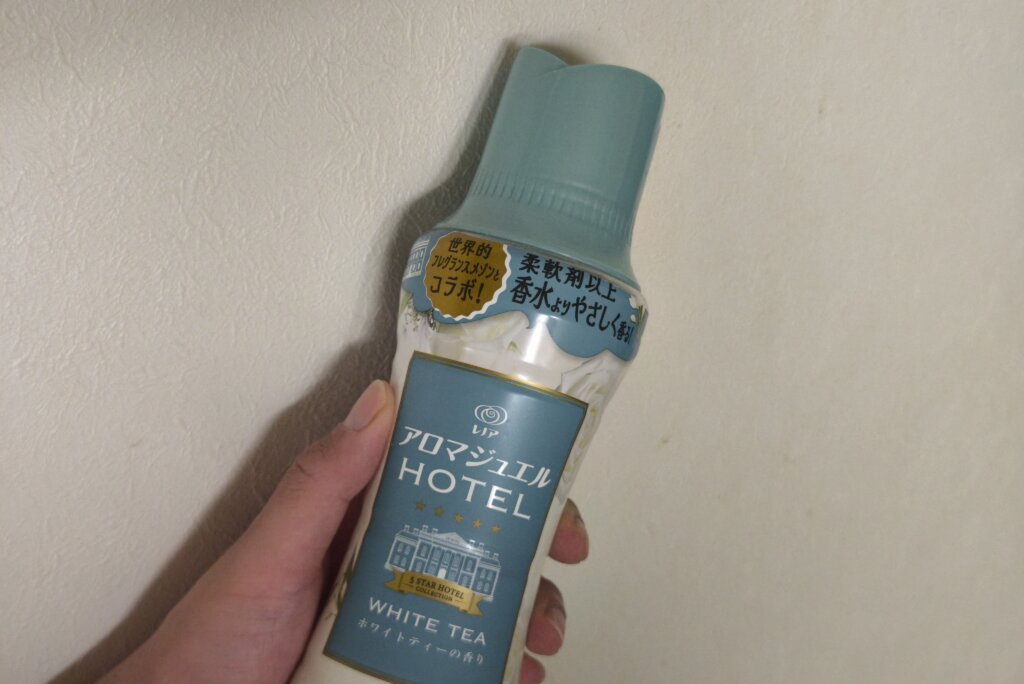 世界的
フレグランスメゾンと
コラボ!
柔軟剤以上
香水よりやさしく香る!
レノア
アロマジュエル
HOTEL
5 STAR HOTEL
COLLECTION
WHITE TEA
ホワイトティーの香り